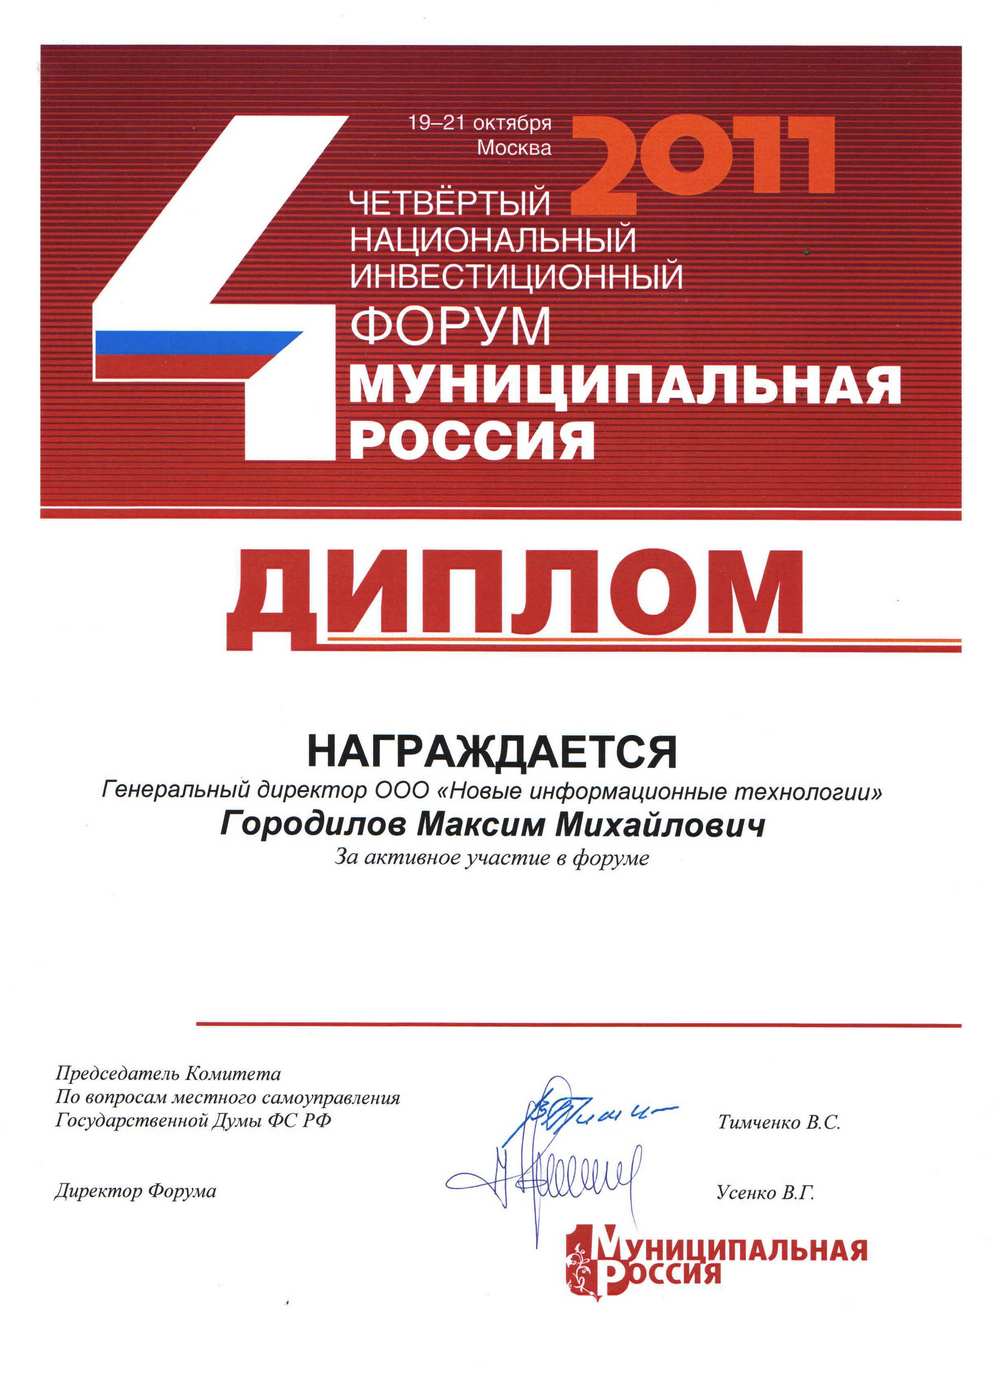 19–21 октября
Москва
2011
4
ЧЕТВЁРТЫЙ
НАЦИОНАЛЬНЫЙ
ИНВЕСТИЦИОННЫЙ
ФОРУМ
МУНИЦИПАЛЬНАЯ
РОССИЯ
ДИПЛОМ
НАГРАЖДАЕТСЯ
Генеральный директор ООО «Новые информационные технологии»
Городилов Максим Михайлович
За активное участие в форуме
Председатель Комитета
По вопросам местного самоуправления
Государственной Думы ФС РФ
Тимченко В.С.
Директор Форума
Усенко В.Г.
МУНИЦИПАЛЬНАЯ
РОССИЯ